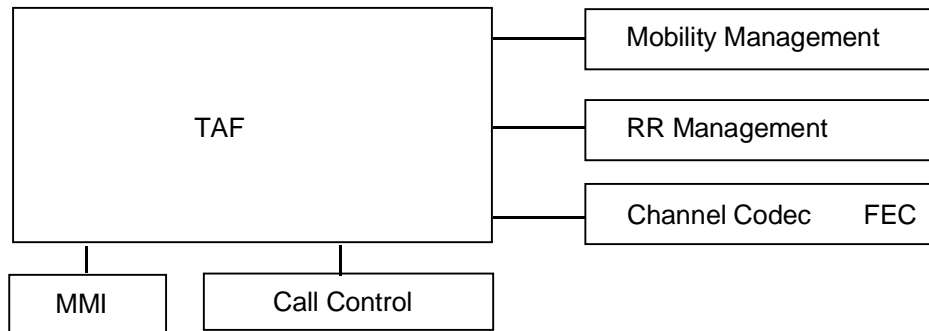 Mobility Management
TAF
RR Management
Channel Codec FEC
MMI
Call Control